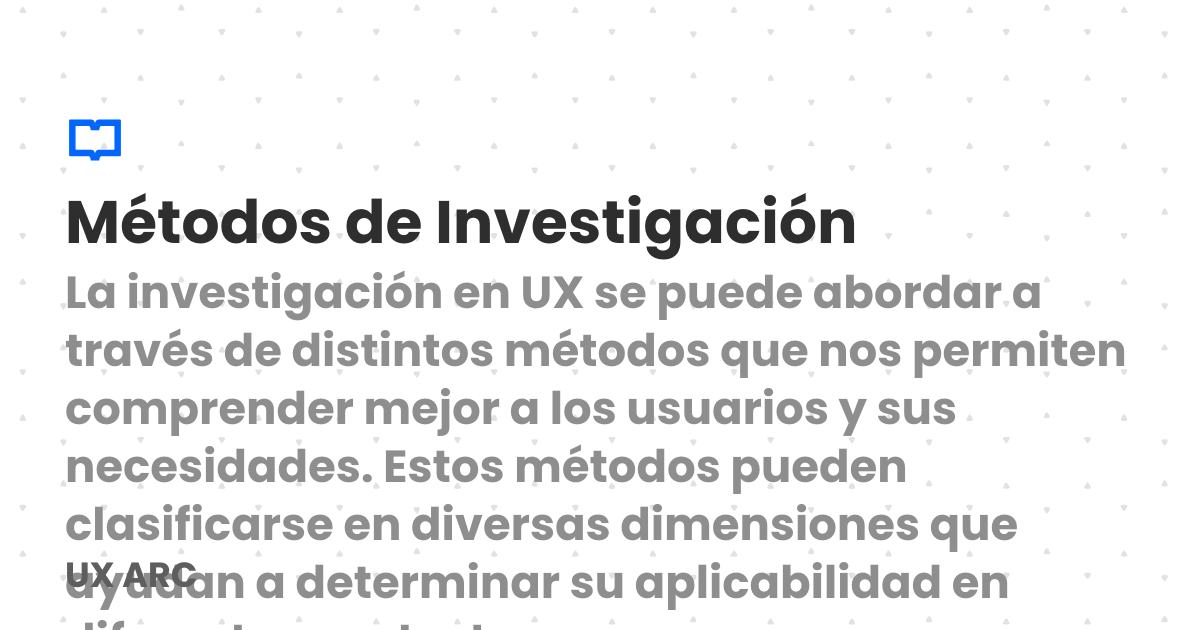 Métodos de Investigación
La investigación en UX se puede abordar a
través de distintos métodos que nos permiten
comprender mejor a los usuarios y sus
necesidades. Estos métodos pueden
clasificarse en diversas dimensiones que
ayudan a determinar su aplicabilidad en
UX ARC